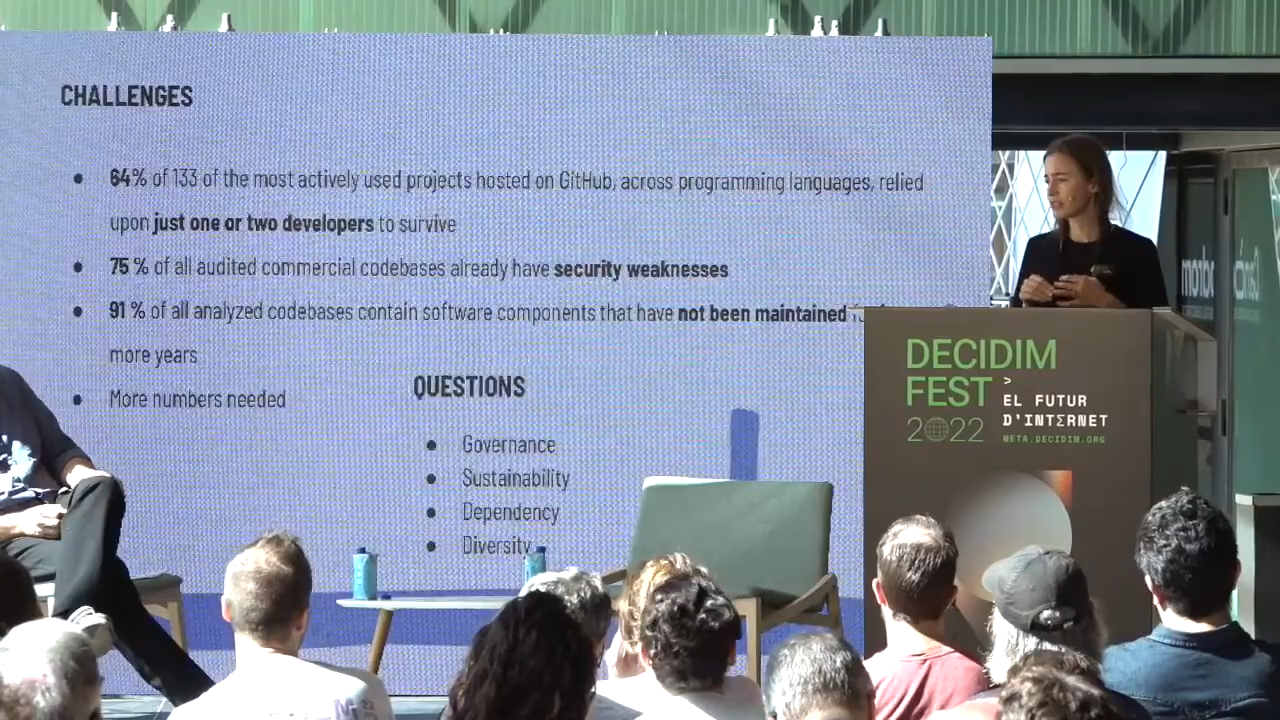 CHALLENGES
● 64% of 133 of the most actively used projects hosted on GitHub, across programming languages, relied
upon just one or two developers to survive
● 75 % of all audited commercial codebases already have security weaknesses
● 91 % of all analyzed codebases contain software components that have not been maintained
more years
● More numbers needed
QUESTIONS
● Governance
● Sustainability
● Dependency
● Diversity
DECIDIM
FEST >
EL FUTUR
D'INTΣRNET
2022
META.DECIDIM.ORG